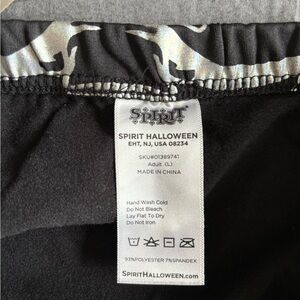 SPIRIT
SPIRIT HALLOWEEN
EHT, NJ, USA 08234
SKU#01389741
Adult (L)
MADE IN CHINA
Hand Wash Cold
Do Not Bleach
Lay Flat To Dry
Do Not Iron
93%POLYESTER 7%SPANDEX
SPIRITHALLOWEEN.COM